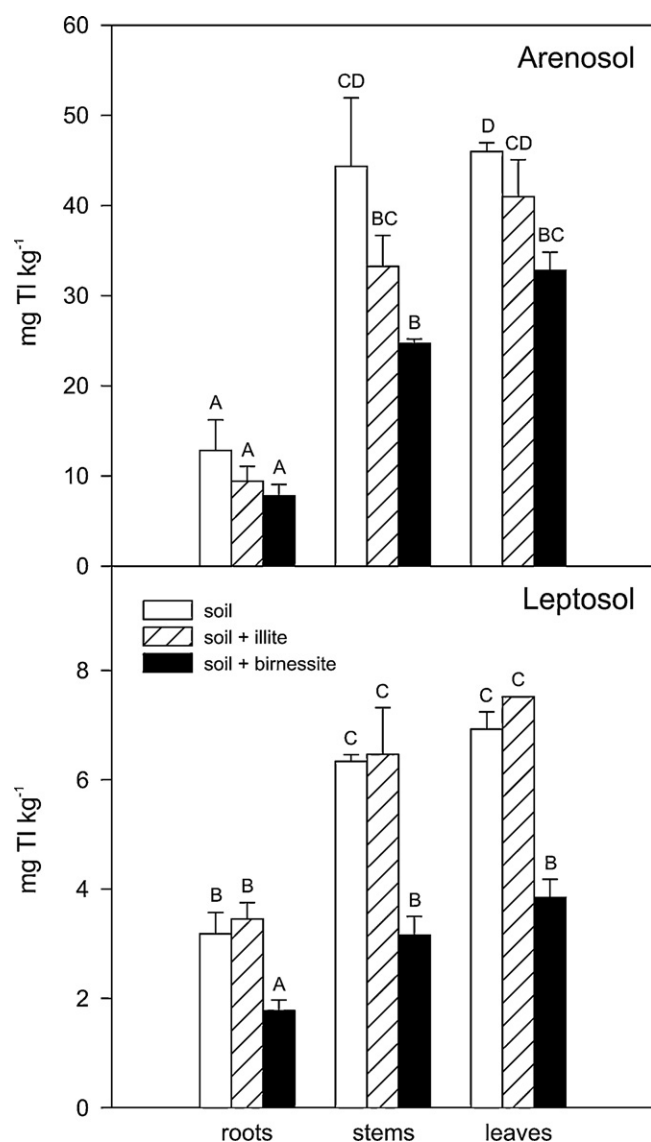 Arenosol
60
50
40
30
20
10
0
mg Tl kg⁻¹
CD
D
CD
BC
BC
B
A
A
A
Leptosol
soil
soil + illite
soil + birnessite
8
6
4
2
0
mg Tl kg⁻¹
C
C
C
C
B
B
B
B
A
roots stems leaves